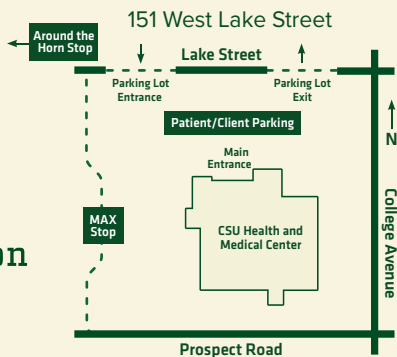 151 West Lake Street
Around the
Horn Stop
Lake Street
Parking Lot
Entrance
Parking Lot
Exit
Patient/Client Parking
N
Main
Entrance
MAX
Stop
CSU Health and
Medical Center
College Avenue
on
Prospect Road